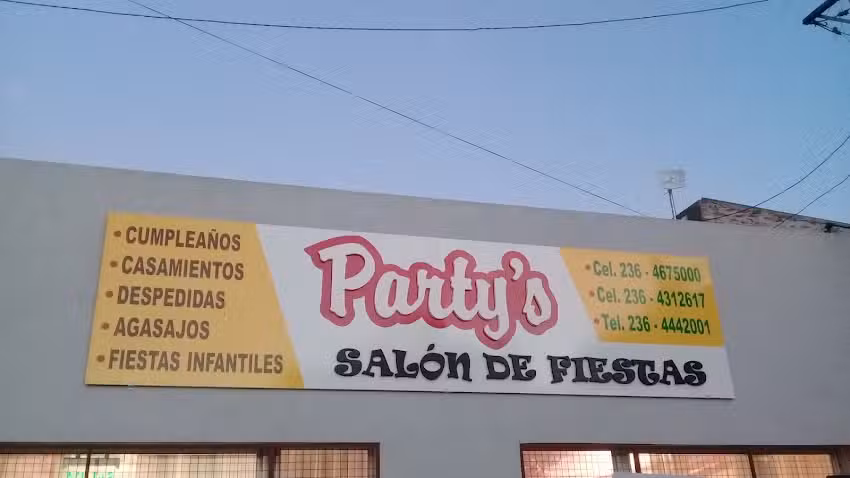 • CUMPLEAÑOS
• CASAMIENTOS
• DESPEDIDAS
• AGASAJOS
• FIESTAS INFANTILES
Party's
SALÓN DE FIESTAS
• Cel. 236 - 4675000
• Cel. 236 - 4312617
• Tel. 236 - 4442001